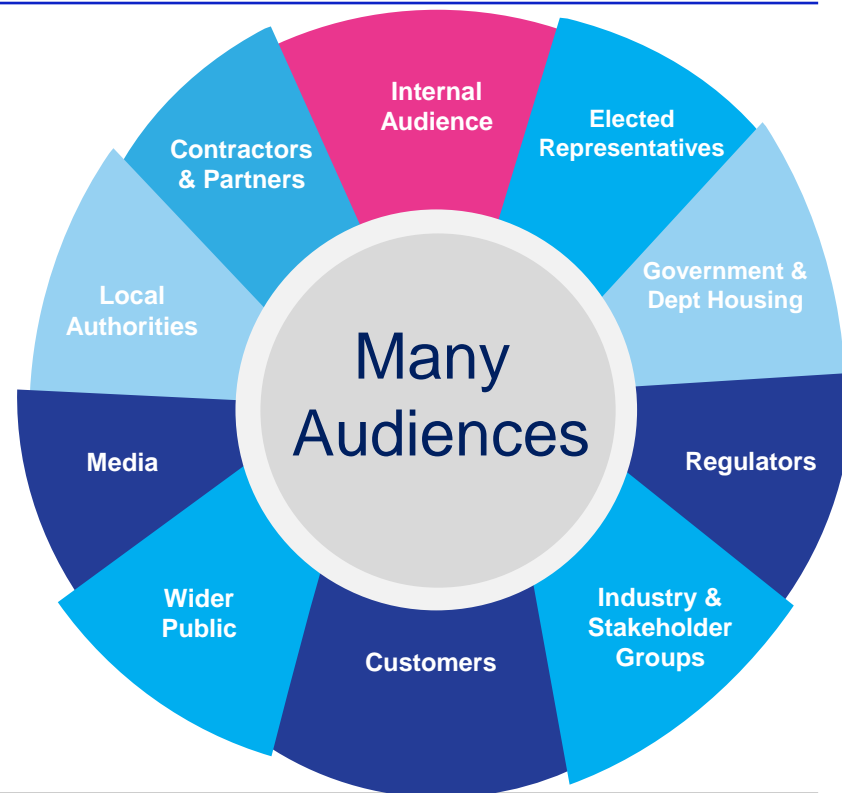 Internal
Audience
Elected
Representatives
Government &
Dept Housing
Regulators
Industry &
Stakeholder
Groups
Customers
Wider
Public
Media
Local
Authorities
Contractors
& Partners
Many
Audiences